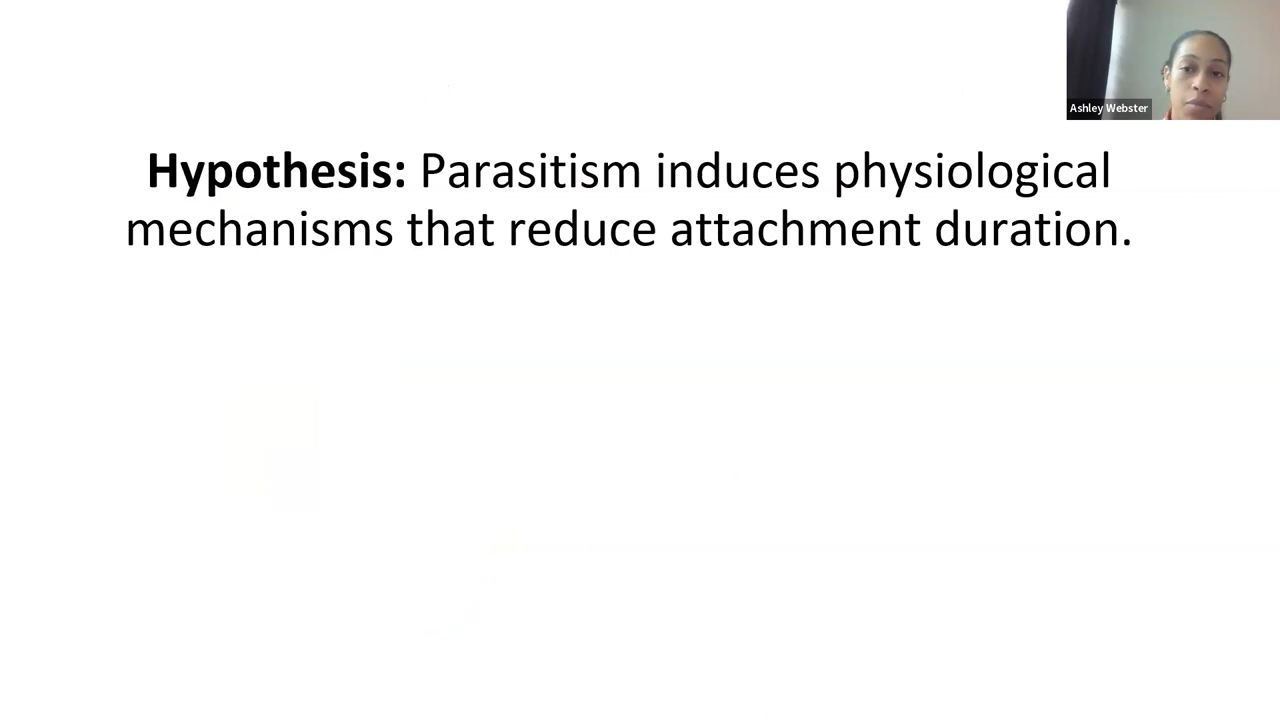 Ashley Webster
Hypothesis: Parasitism induces physiological
mechanisms that reduce attachment duration.